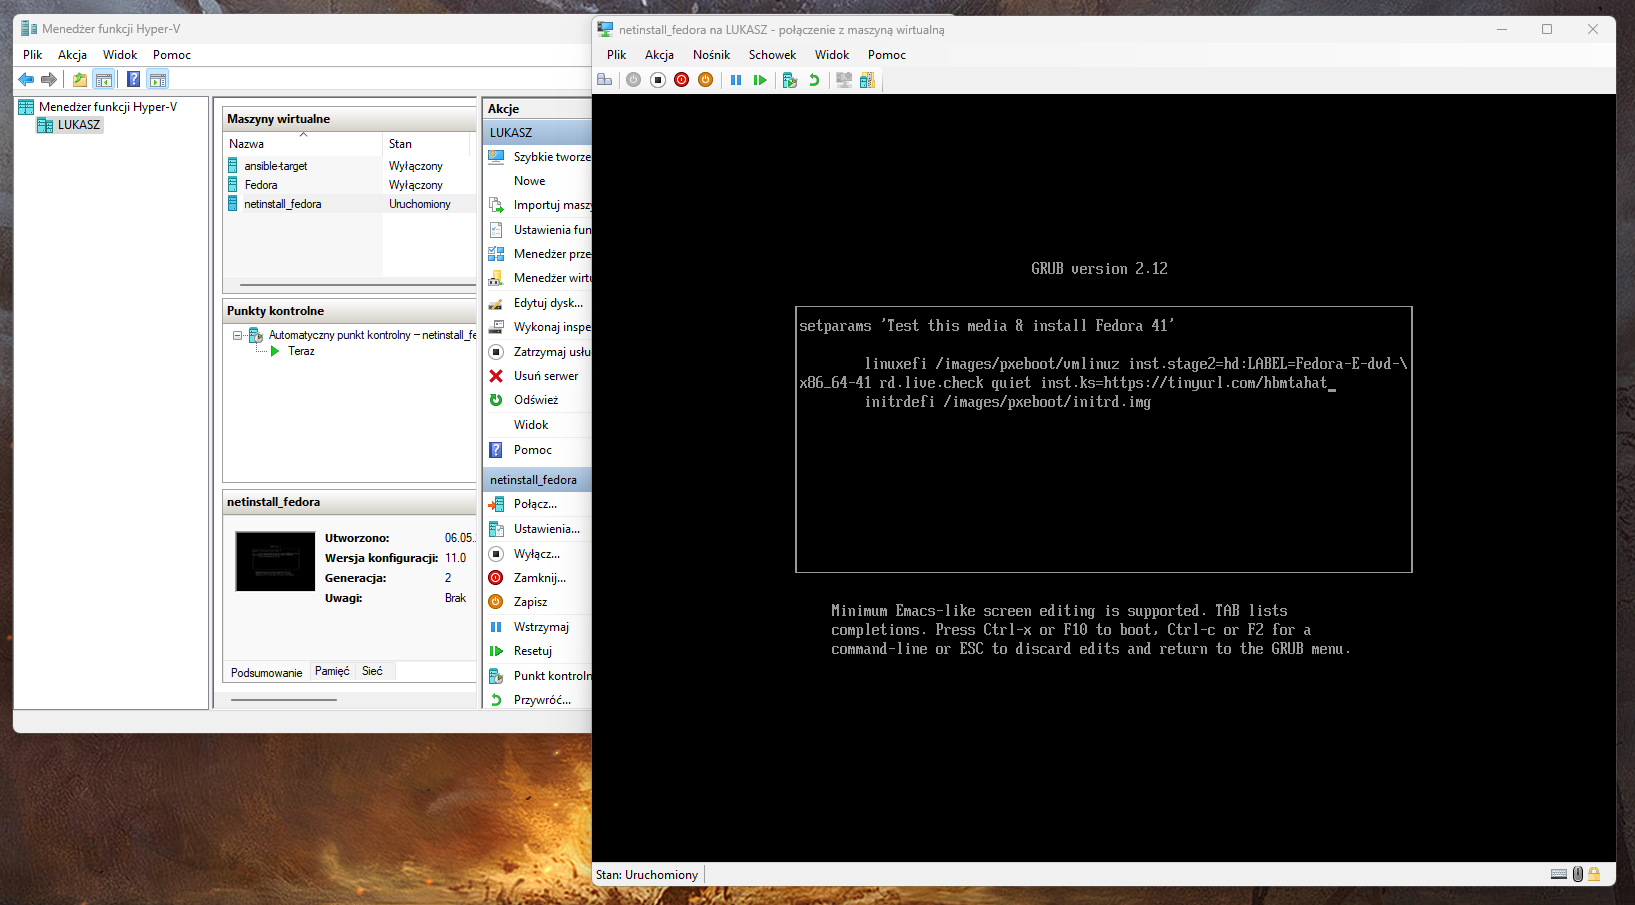 Menedżer funkcji Hyper-V
Plik Akcja Widok Pomoc
Menedżer funkcji Hyper-V
LUKASZ
Maszyny wirtualne
Nazwa Stan
ansible-target Wyłączony
Fedora Wyłączony
netinstall_fedora Uruchomiony
Punkty kontrolne
Automatyczny punkt kontrolny – netinstall_fe
Teraz
netinstall_fedora
Utworzono: 06.05.
Wersja konfiguracji: 11.0
Generacja: 2
Uwagi: Brak
Podsumowanie Pamięć Sieć
Akcje
LUKASZ
Szybkie tworze
Nowe
Importuj masz
Ustawienia fun
Menedżer prze
Menedżer wirtu
Edytuj dysk...
Wykonaj inspe
Zatrzymaj usłu
Usuń serwer
Odśwież
Widok
Pomoc
netinstall_fedora
Połącz...
Ustawienia...
Wyłącz...
Zamknij...
Zapisz
Wstrzymaj
Resetuj
Punkt kontroln
Przywróć...
netinstall_fedora na LUKASZ - połączenie z maszyną wirtualną
Plik Akcja Nośnik Schowek Widok Pomoc
GRUB version 2.12
setparams 'Test this media & install Fedora 41'
linuxefi /images/pxeboot/vmlinuz inst.stage2=hd:LABEL=Fedora-E-dvd-\
x86_64-41 rd.live.check quiet inst.ks=https://tinyurl.com/hbmtahat_
initrdefi /images/pxeboot/initrd.img
Minimum Emacs-like screen editing is supported. TAB lists
completions. Press Ctrl-x or F10 to boot, Ctrl-c or F2 for a
command-line or ESC to discard edits and return to the GRUB menu.
Stan: Uruchomiony